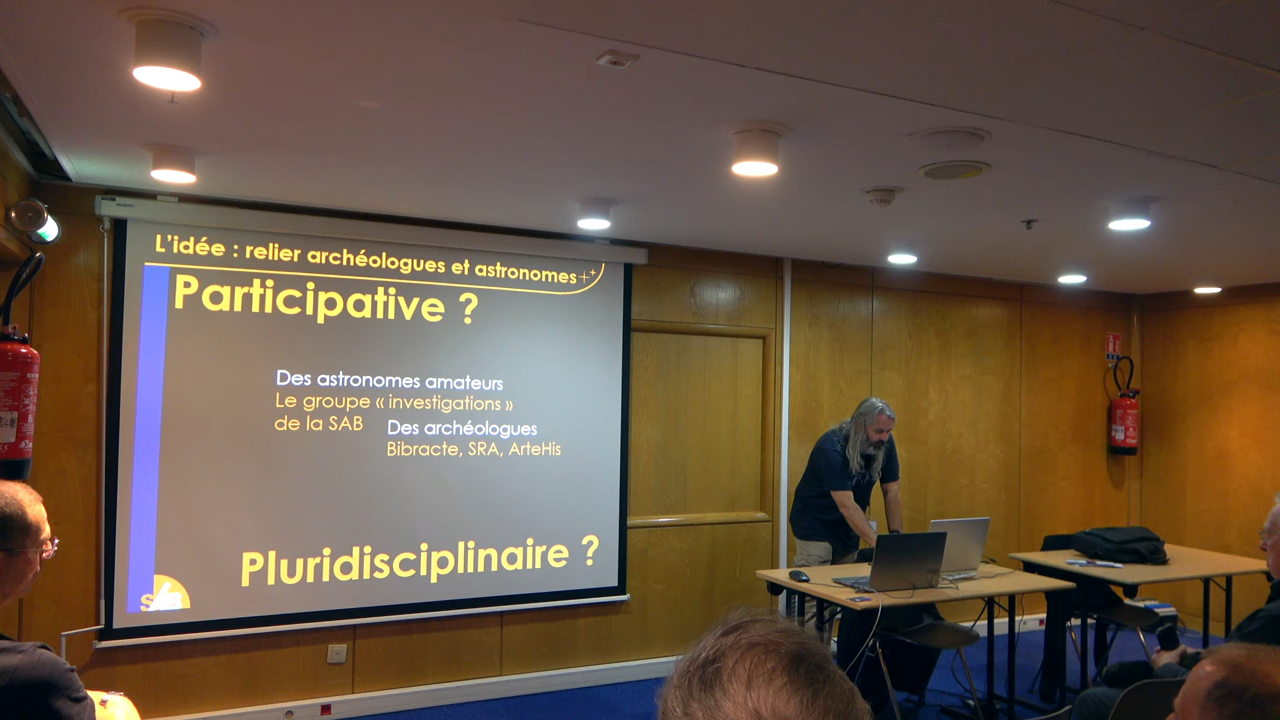 L'idée : relier archéologues et astronomes
Participative ?
Des astronomes amateurs
Le groupe « investigations »
de la SAB
Des archéologues
Bibracte, SRA, ArteHis
Pluridisciplinaire ?
SAB